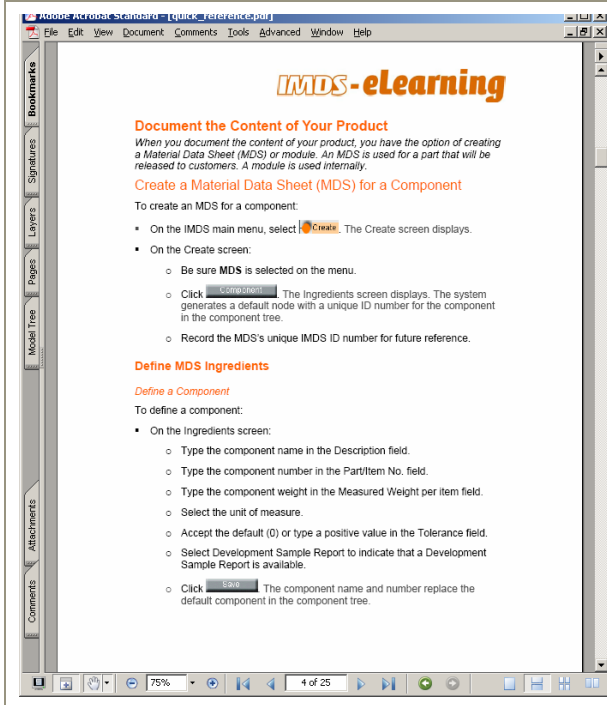 Adobe Acrobat Standard - [quick_reference.pdf]
File Edit View Document Comments Tools Advanced Window Help
Bookmarks
Signatures
Layers
Pages
Model Tree
Attachments
Comments
IMDS-eLearning
Document the Content of Your Product
When you document the content of your product, you have the option of creating
a Material Data Sheet (MDS) or module. An MDS is used for a part that will be
released to customers. A module is used internally.
Create a Material Data Sheet (MDS) for a Component
To create an MDS for a component:
▪ On the IMDS main menu, select Create. The Create screen displays.
▪ On the Create screen:
o Be sure MDS is selected on the menu.
o Click Component. The Ingredients screen displays. The system
generates a default node with a unique ID number for the component
in the component tree.
o Record the MDS's unique IMDS ID number for future reference.
Define MDS Ingredients
Define a Component
To define a component:
▪ On the Ingredients screen:
o Type the component name in the Description field.
o Type the component number in the Part/Item No. field.
o Type the component weight in the Measured Weight per item field.
o Select the unit of measure.
o Accept the default (0) or type a positive value in the Tolerance field.
o Select Development Sample Report to indicate that a Development
Sample Report is available.
o Click Save. The component name and number replace the
default component in the component tree.
75%
4 of 25